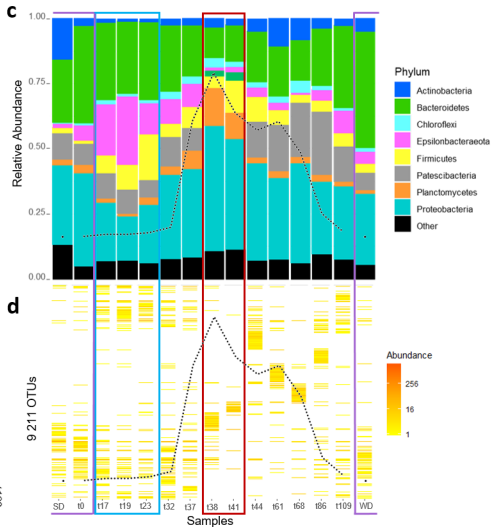 c
1.00
0.75
0.50
0.25
0.00
Relative Abundance
Phylum
Actinobacteria
Bacteroidetes
Chloroflexi
Epsilonbacteraeota
Firmicutes
Patescibacteria
Planctomycetes
Proteobacteria
Other
d
9 211 OTUs
Abundance
256
16
1
SD t0 t17 t19 t23 t32 t37 t38 t41 t44 t61 t68 t86 t109 WD
Samples